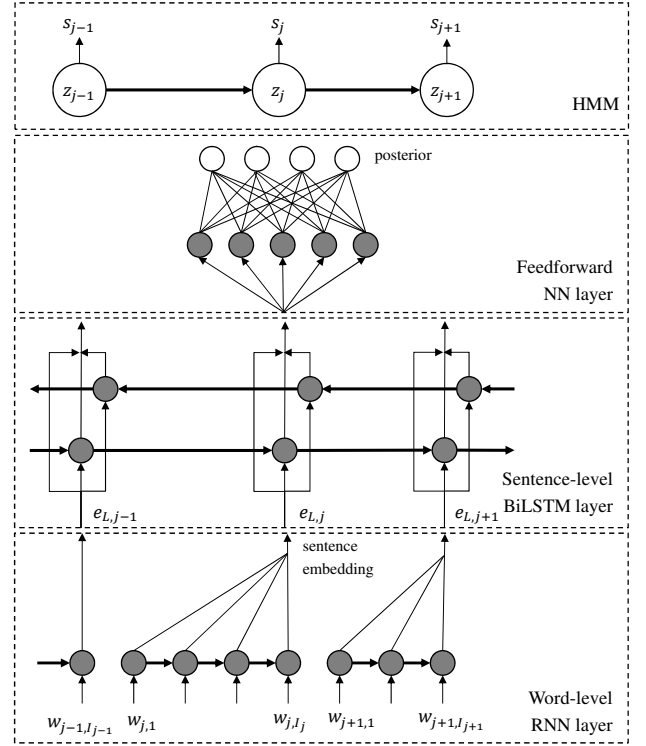 s_{j-1} s_j s_{j+1}
z_{j-1} z_j z_{j+1}
HMM
posterior
Feedforward
NN layer
Sentence-level
e_{L,j-1} e_{L,j} e_{L,j+1} BiLSTM layer
sentence
embedding
Word-level
w_{j-1,I_{j-1}} w_{j,1} w_{j,I_j} w_{j+1,1} w_{j+1,I_{j+1}}
RNN layer